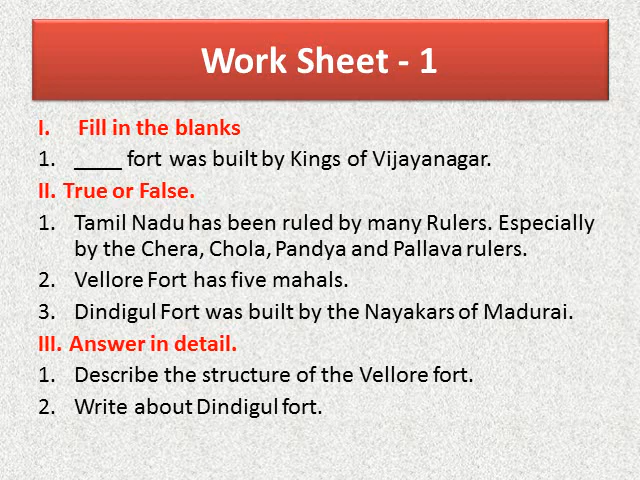 Work Sheet - 1
I. Fill in the blanks
1. ____ fort was built by Kings of Vijayanagar.
II. True or False.
1. Tamil Nadu has been ruled by many Rulers. Especially
by the Chera, Chola, Pandya and Pallava rulers.
2. Vellore Fort has five mahals.
3. Dindigul Fort was built by the Nayakars of Madurai.
III. Answer in detail.
1. Describe the structure of the Vellore fort.
2. Write about Dindigul fort.